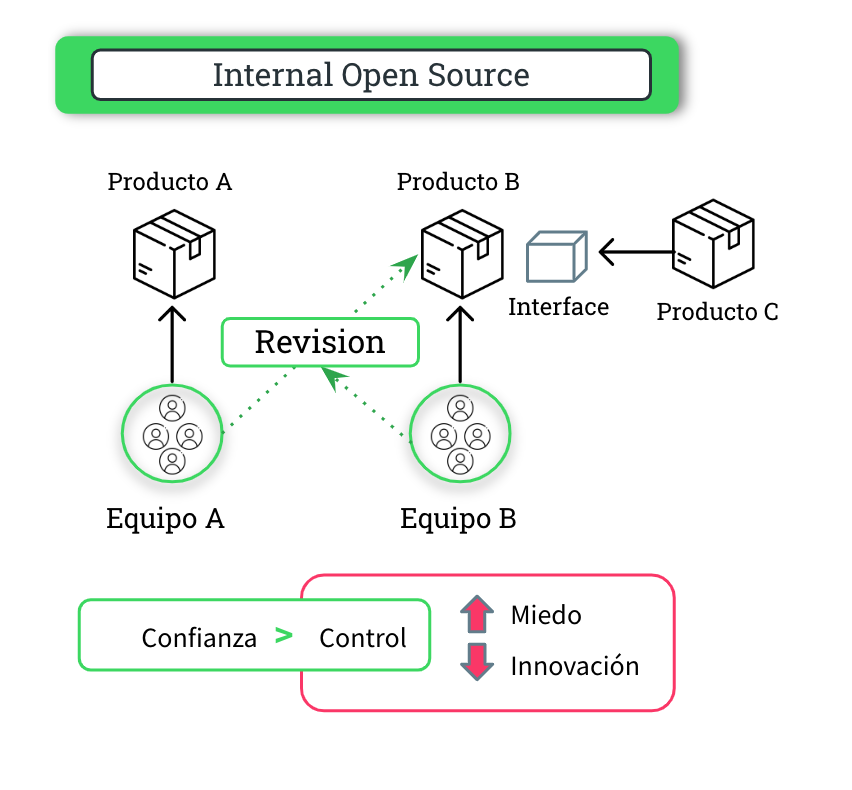 Internal Open Source
Producto A
Producto B
Interface
Producto C
Revision
Equipo A
Equipo B
Confianza > Control
Miedo
Innovación